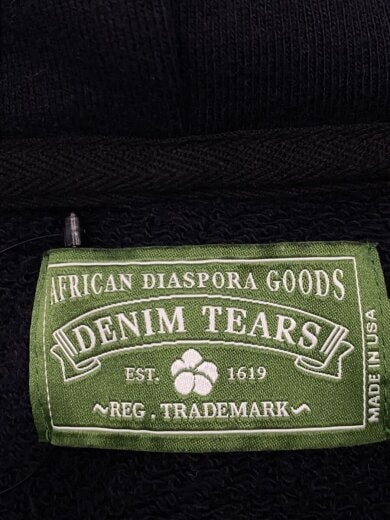 AFRICAN DIASPORA GOODS
DENIM TEARS
EST. 1619
~REG. TRADEMARK~
MADE IN USA